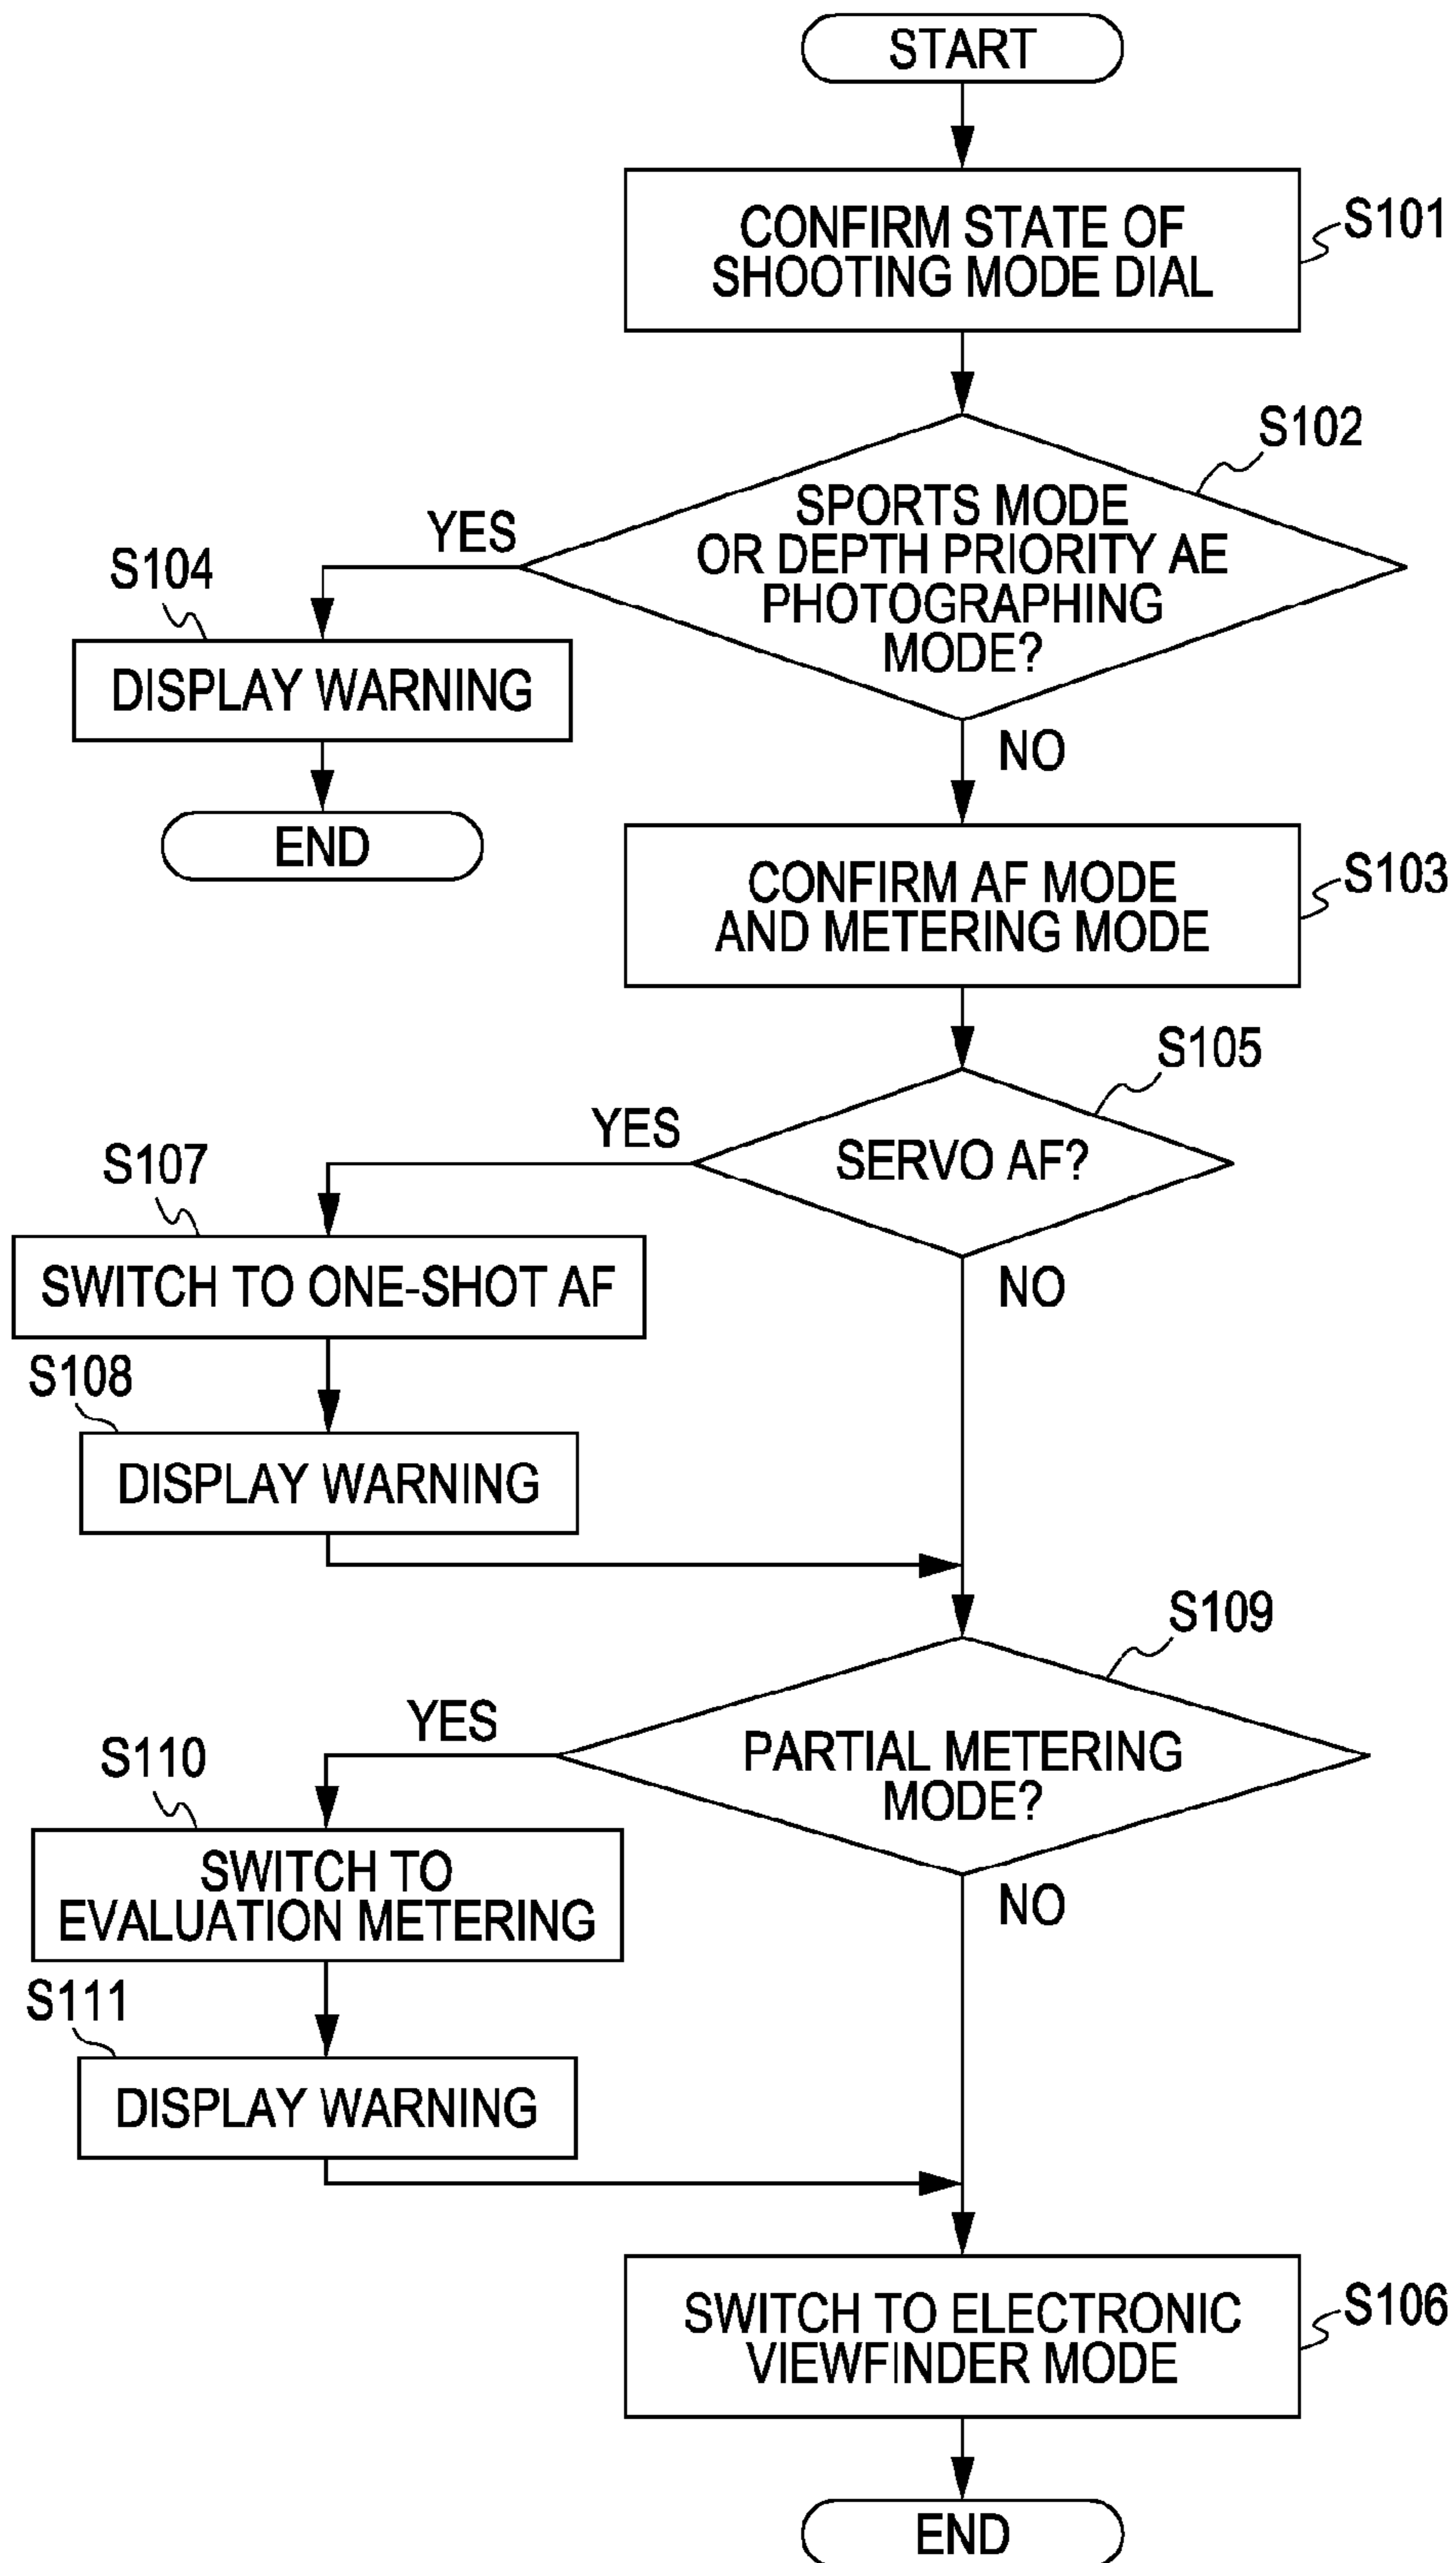 START
CONFIRM STATE OF
SHOOTING MODE DIAL
S101
S102
SPORTS MODE
OR DEPTH PRIORITY AE
PHOTOGRAPHING
MODE?
YES
S104
DISPLAY WARNING
END
NO
CONFIRM AF MODE
AND METERING MODE
S103
S105
SERVO AF?
YES
S107
SWITCH TO ONE-SHOT AF
S108
DISPLAY WARNING
NO
S109
PARTIAL METERING
MODE?
YES
S110
SWITCH TO
EVALUATION METERING
S111
DISPLAY WARNING
NO
SWITCH TO ELECTRONIC
VIEWFINDER MODE
S106
END